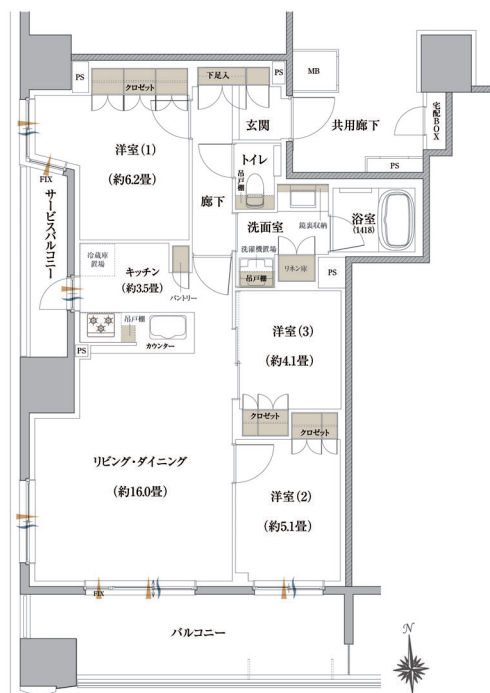 PS
クロゼット
下足入
PS
MB
宅配BOX
玄関
共用廊下
洋室(1)
(約6.2畳)
トイレ
吊戸棚
PS
FIX
廊下
サービスバルコニー
洗面室
鏡裏収納
浴室
(1418)
冷蔵庫
置場
キッチン
(約3.5畳)
洗濯機置場
リネン庫
吊戸棚
PS
パントリー
吊戸棚
カウンター
PS
洋室(3)
(約4.1畳)
クロゼット
クロゼット
リビング・ダイニング
(約16.0畳)
洋室(2)
(約5.1畳)
FIX
バルコニー
N